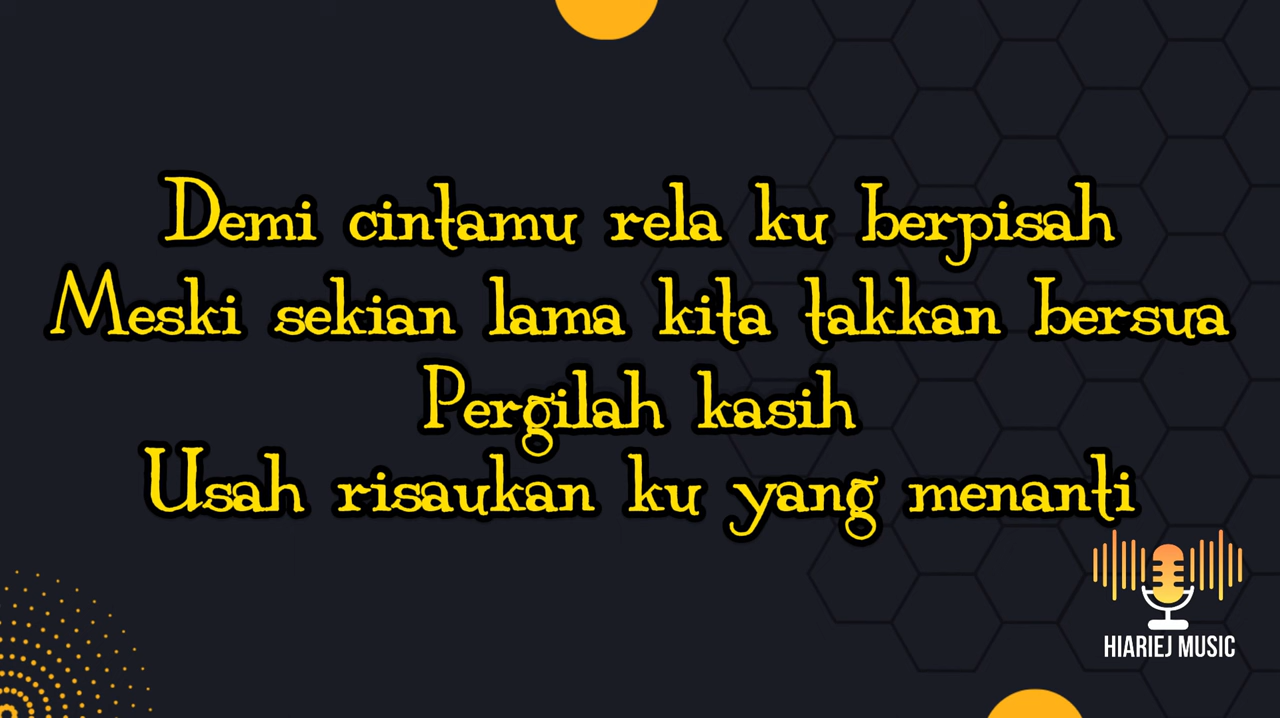 Demi cintamu rela ku berpisah
Meski sekian lama kita takkan bersua
Pergilah kasih
Usah risaukan ku yang menanti
HIARIEJ MUSIC